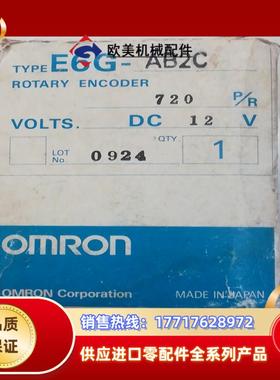 欧美机械配件
TYPE E6G-AB2C
ROTARY ENCODER
720 P/R
VOLTS. DC 12 V
LOT No. 0924 QTY 1
OMRON
OMRON Corporation MADE IN JAPAN
品质
保证
销售热线：17717628972
供应进口零配件全系列产品